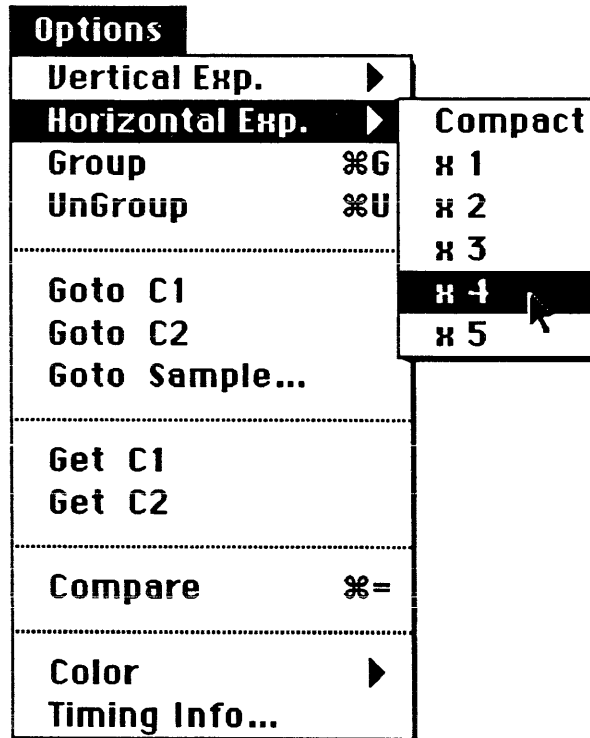 Options
Vertical Exp.
Horizontal Exp.
Group ⌘G
UnGroup ⌘U
Goto C1
Goto C2
Goto Sample...
Get C1
Get C2
Compare ⌘=
Color
Timing Info...
Compact
x 1
x 2
x 3
x 4
x 5